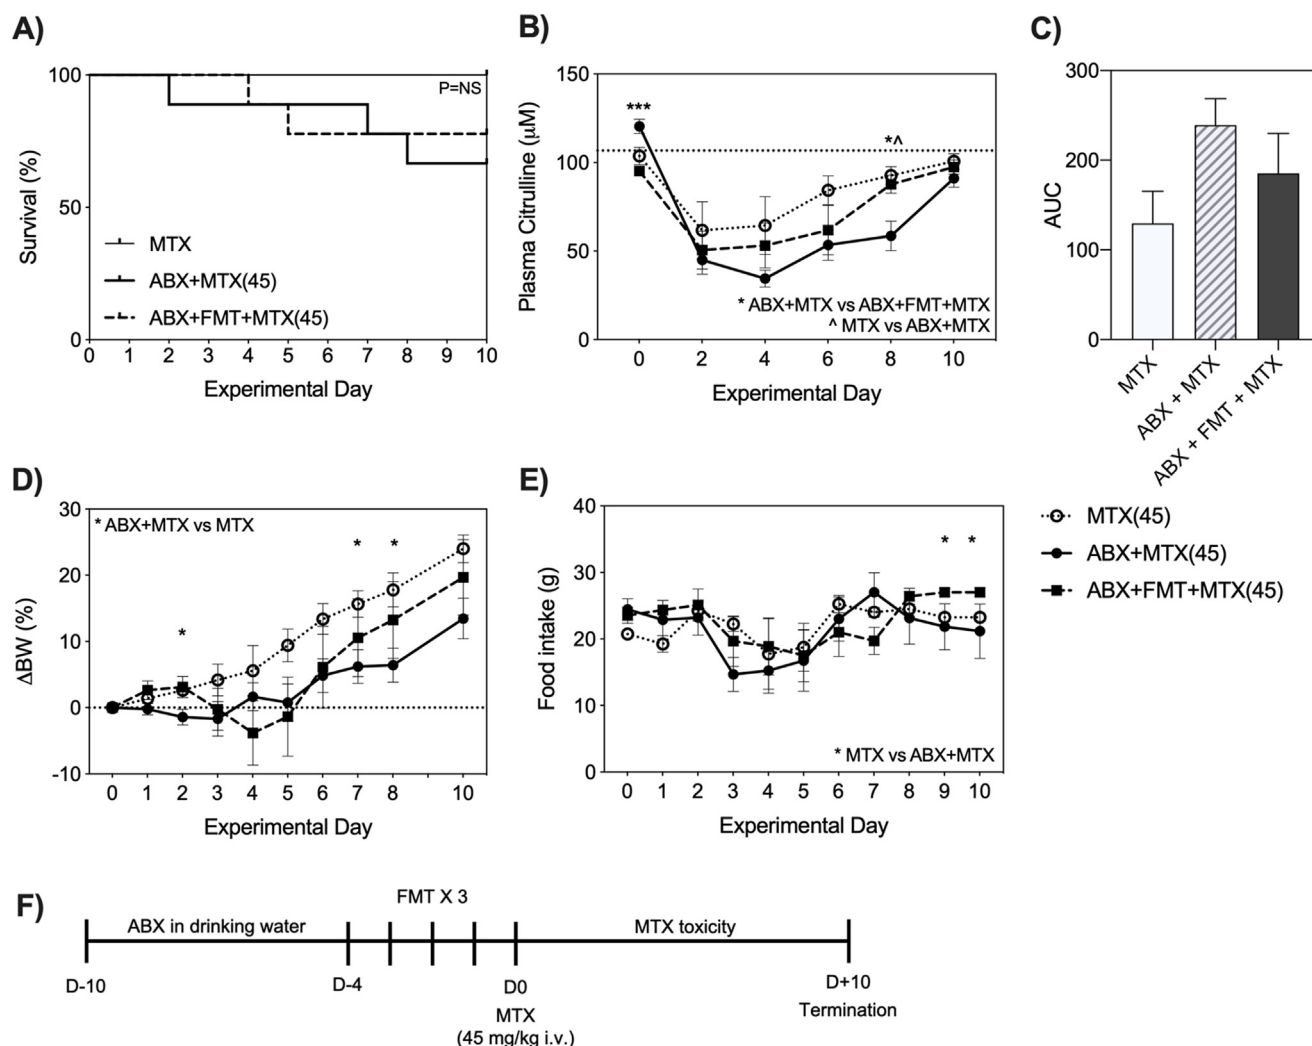 A)
100
50
0
Survival (%)
P=NS
MTX
ABX+MTX(45)
ABX+FMT+MTX(45)
0 1 2 3 4 5 6 7 8 10
Experimental Day
B)
150
100
50
0
Plasma Citrulline (μM)
***
*^
* ABX+MTX vs ABX+FMT+MTX
^ MTX vs ABX+MTX
0 2 4 6 8 10
Experimental Day
C)
300
200
100
0
AUC
MTX
ABX + MTX
ABX + FMT + MTX
D)
30
20
10
0
-10
ΔBW (%)
* ABX+MTX vs MTX
* * *
0 1 2 3 4 5 6 7 8 10
Experimental Day
E)
40
30
20
10
0
Food intake (g)
* *
* MTX vs ABX+MTX
0 1 2 3 4 5 6 7 8 9 10
Experimental Day
MTX(45)
ABX+MTX(45)
ABX+FMT+MTX(45)
F)
FMT X 3
ABX in drinking water
MTX toxicity
D-10
D-4
D0
D+10
MTX
Termination
(45 mg/kg i.v.)